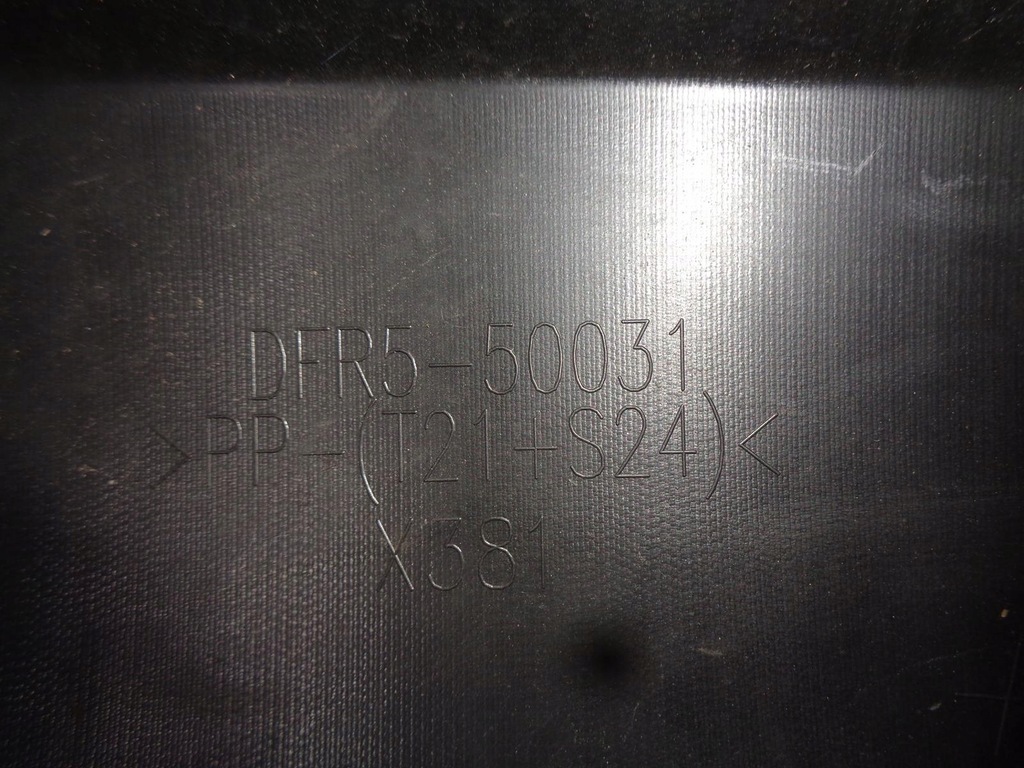 DFR5-50031
>PP-(T21+S24)<
X381